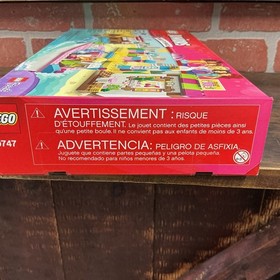 AVERTISSEMENT : RISQUE
D'ÉTOUFFEMENT. Le jouet contient des petites pièces ainsi
qu'une petite boule. Il ne convient pas aux enfants de moins de 3 ans.
ADVERTENCIA: PELIGRO DE ASFIXIA
Juguete que contiene partes pequeñas y una pelota pequeña.
No recomendado para niños menores de 3 años.